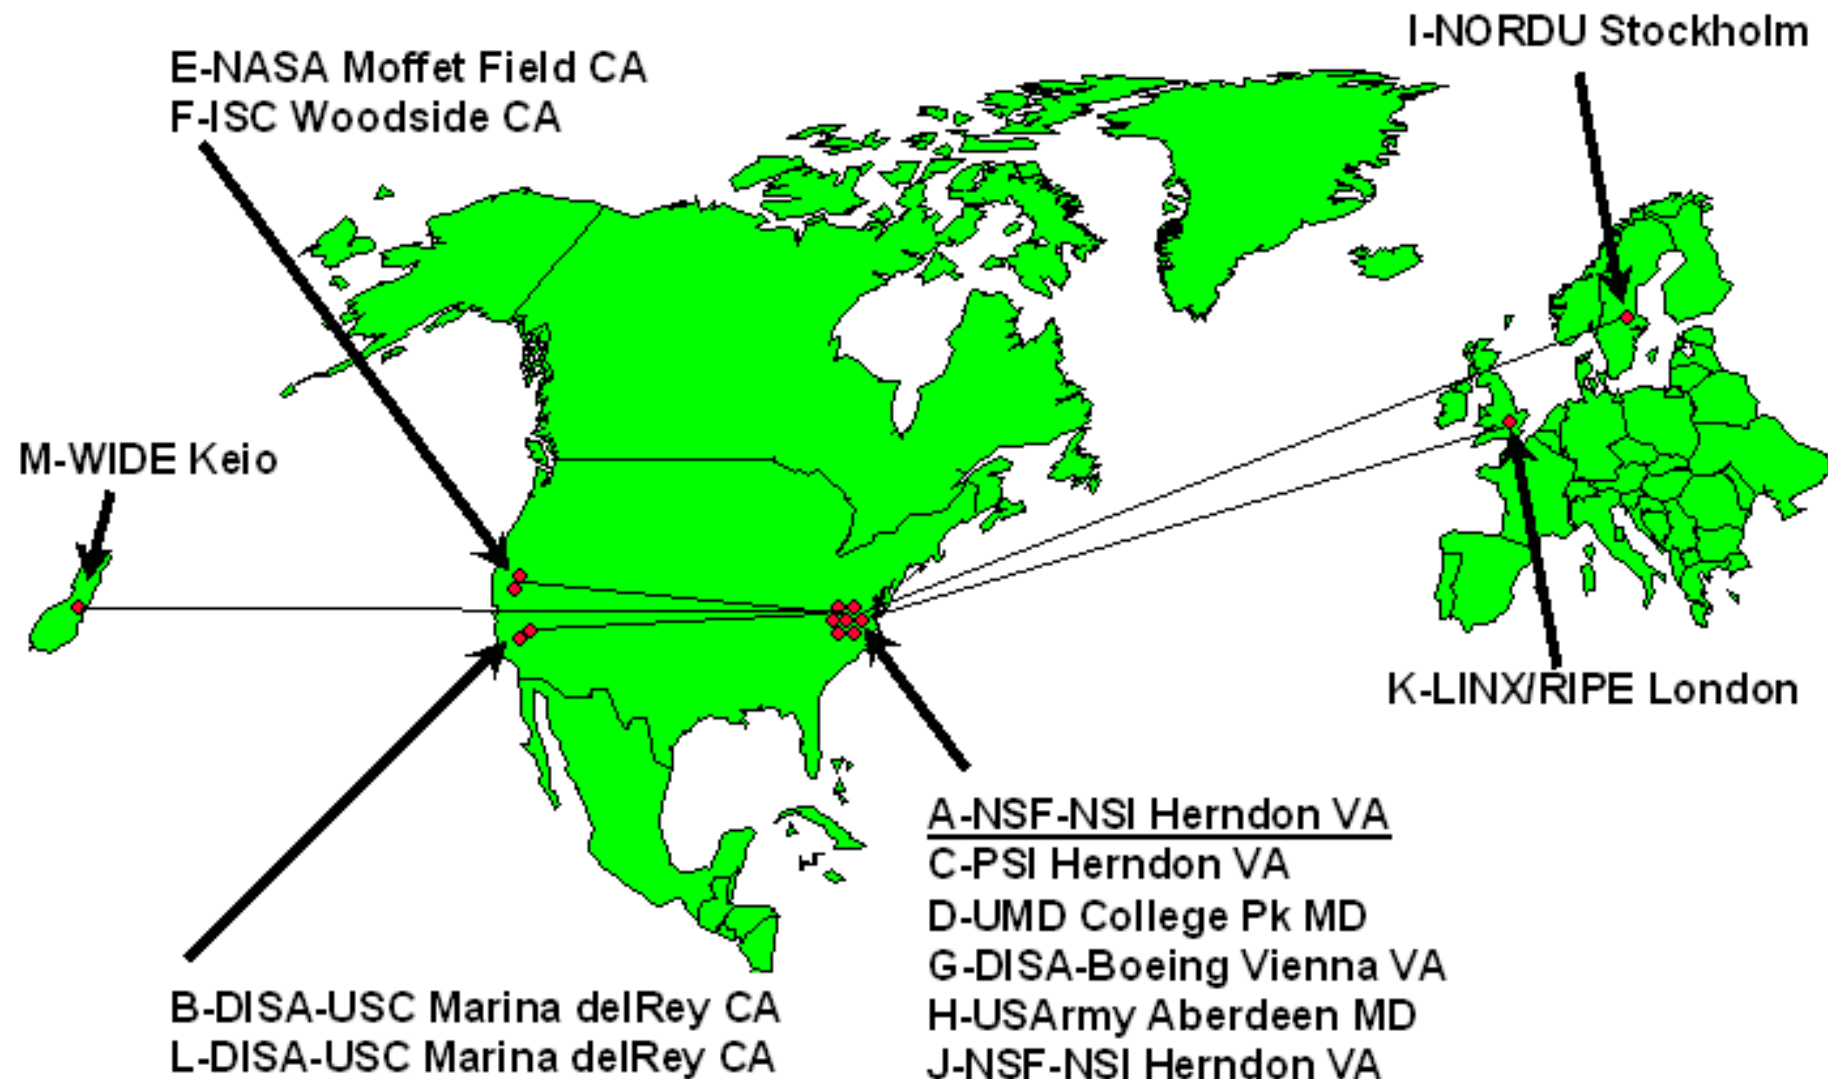 I-NORDU Stockholm
E-NASA Moffet Field CA
F-ISC Woodside CA
M-WIDE Keio
K-LINX/RIPE London
A-NSF-NSI Herndon VA
C-PSI Herndon VA
D-UMD College Pk MD
G-DISA-Boeing Vienna VA
H-USArmy Aberdeen MD
J-NSF-NSI Herndon VA
B-DISA-USC Marina delRey CA
L-DISA-USC Marina delRey CA